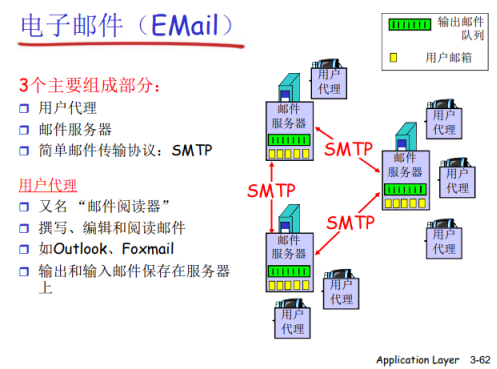 电子邮件（EMail）
3个主要组成部分：
用户代理
邮件服务器
简单邮件传输协议：SMTP
用户代理
又名 “邮件阅读器”
撰写、编辑和阅读邮件
如Outlook、Foxmail
输出和输入邮件保存在服务器
上
输出邮件
队列
用户邮箱
用户
代理
邮件
服务器
用户
代理
SMTP
邮件
服务器
用户
代理
SMTP
SMTP
用户
代理
邮件
服务器
用户
代理
用户
代理
Application Layer 3-62